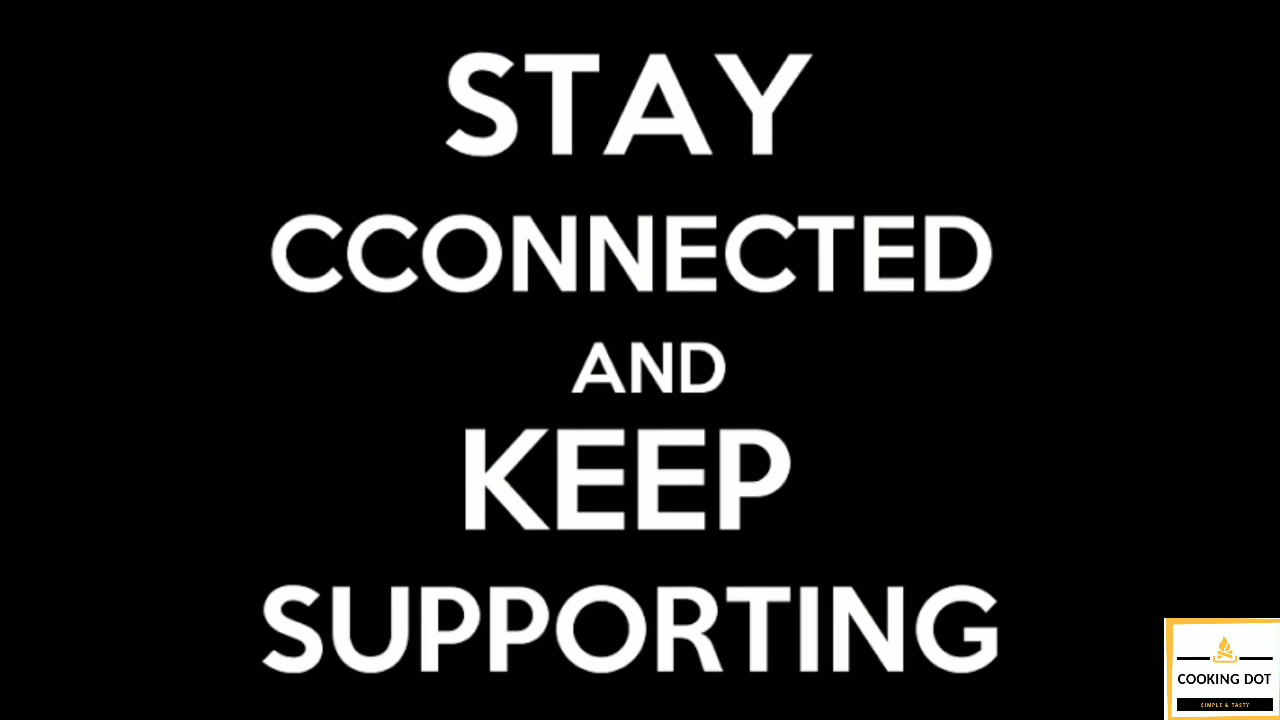 STAY
CCONNECTED
AND
KEEP
SUPPORTING
COOKING DOT
SIMPLE & TASTY